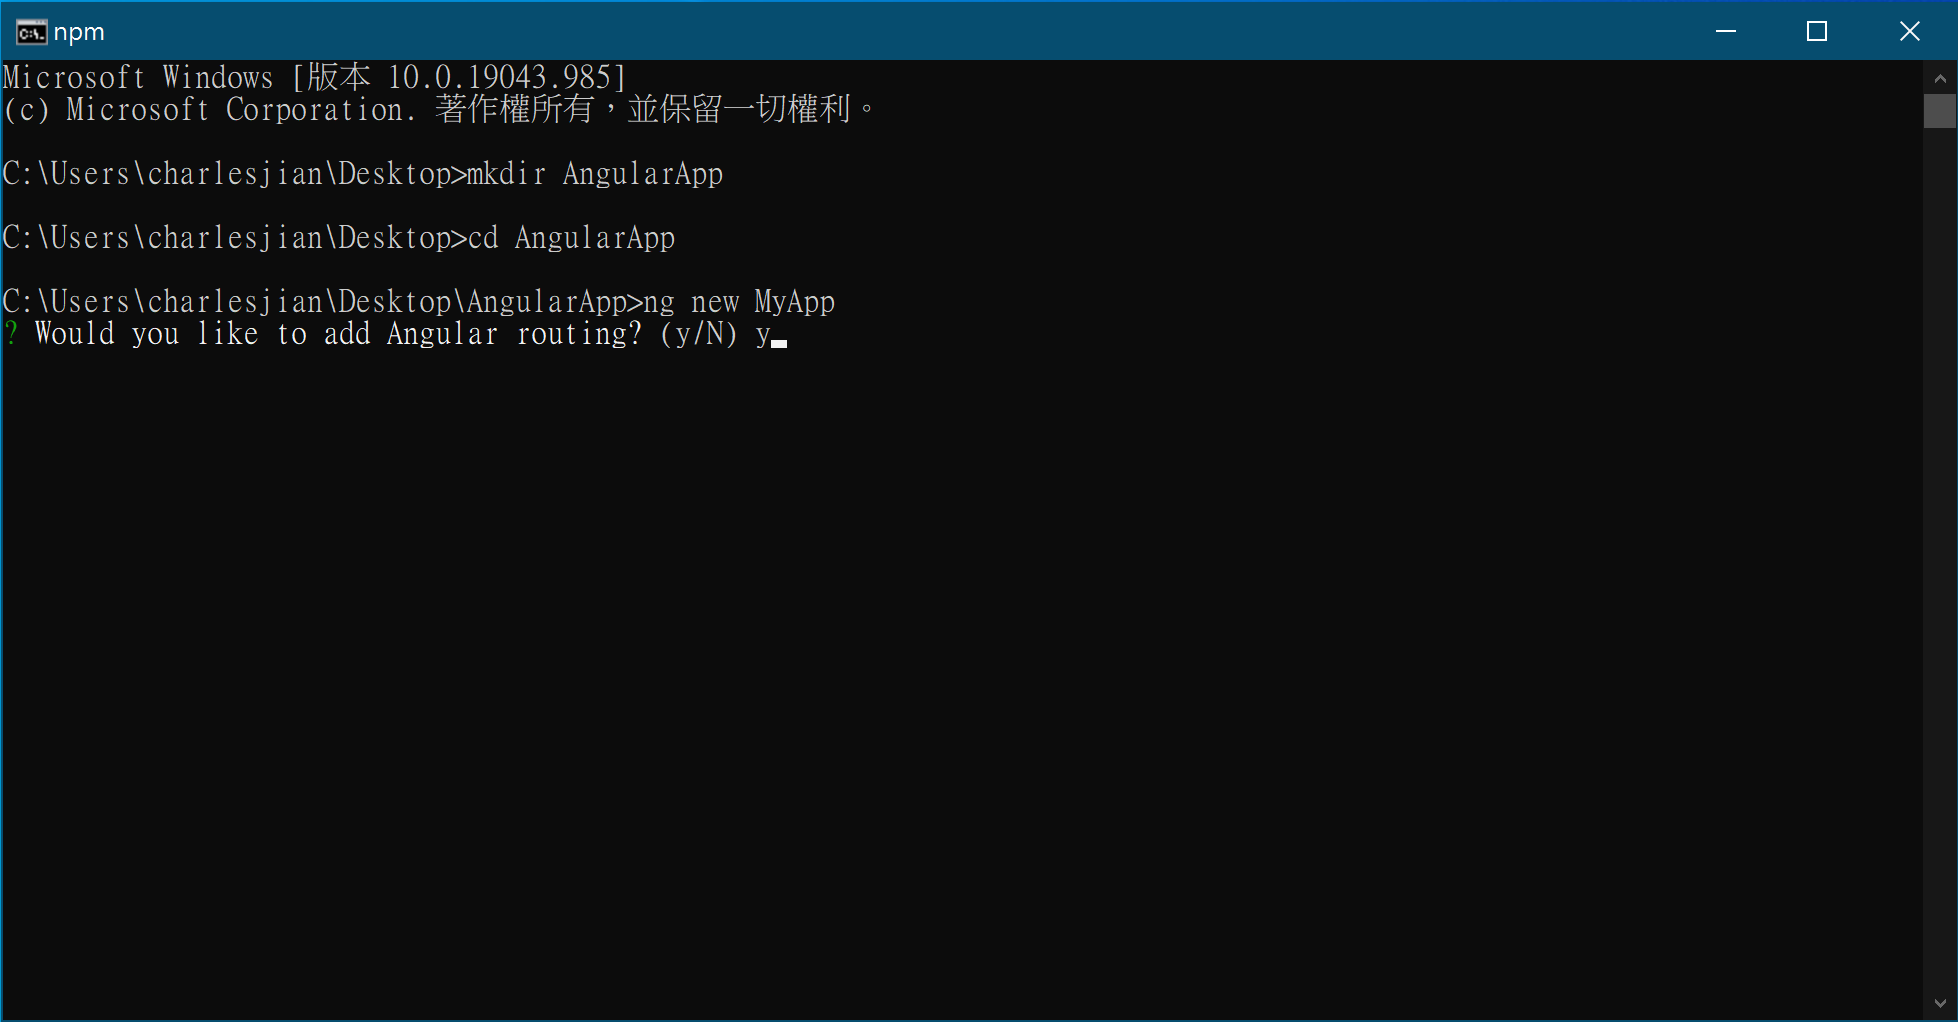 npm
Microsoft Windows [版本 10.0.19043.985]
(c) Microsoft Corporation. 著作權所有，並保留一切權利。
C:\Users\charlesjian\Desktop>mkdir AngularApp
C:\Users\charlesjian\Desktop>cd AngularApp
C:\Users\charlesjian\Desktop\AngularApp>ng new MyApp
? Would you like to add Angular routing? (y/N) y